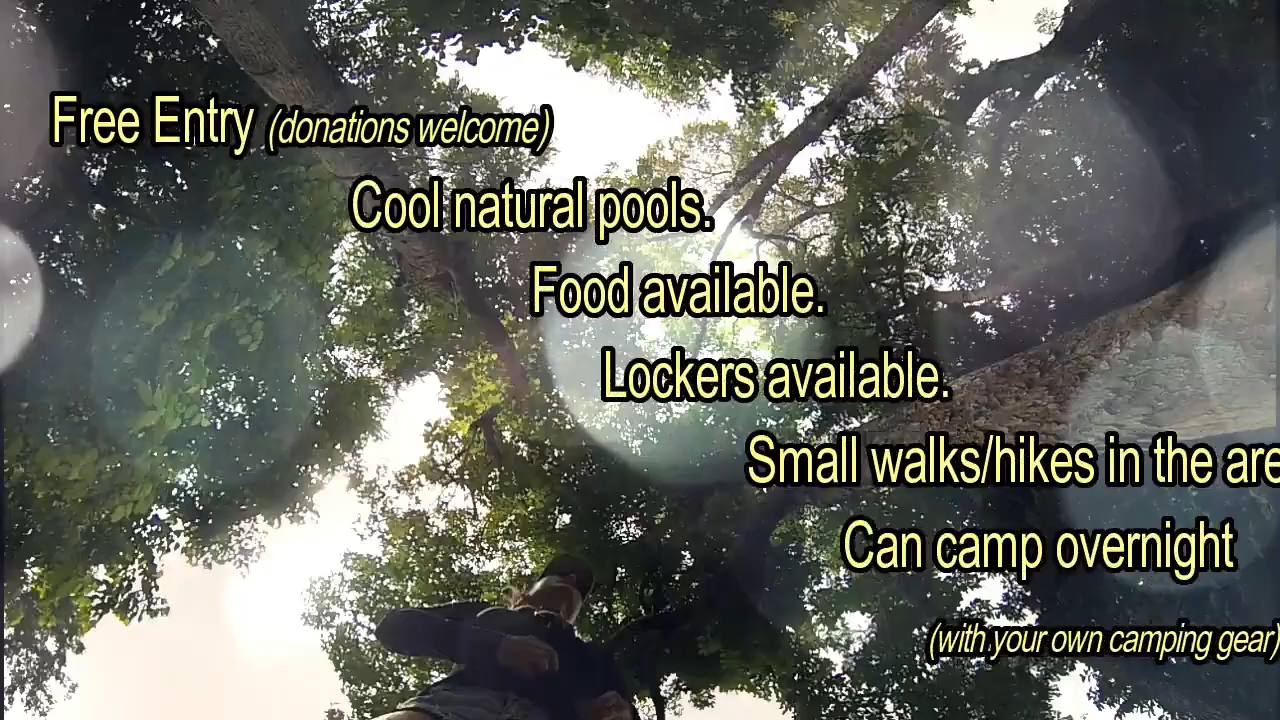 Free Entry (donations welcome)
Cool natural pools.
Food available.
Lockers available.
Small walks/hikes in the are
Can camp overnight
(with your own camping gear)